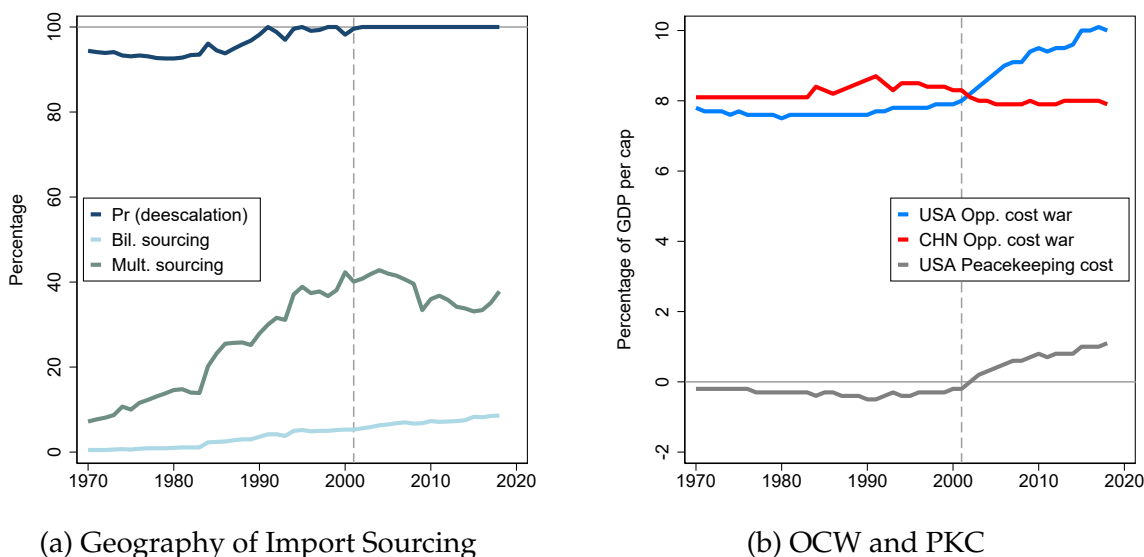 Percentage
100
80
60
40
20
0
Pr (deescalation)
Bil. sourcing
Mult. sourcing
1970 1980 1990 2000 2010 2020
(a) Geography of Import Sourcing
Percentage of GDP per cap
10
8
6
4
2
0
-2
USA Opp. cost war
CHN Opp. cost war
USA Peacekeeping cost
1970 1980 1990 2000 2010 2020
(b) OCW and PKC